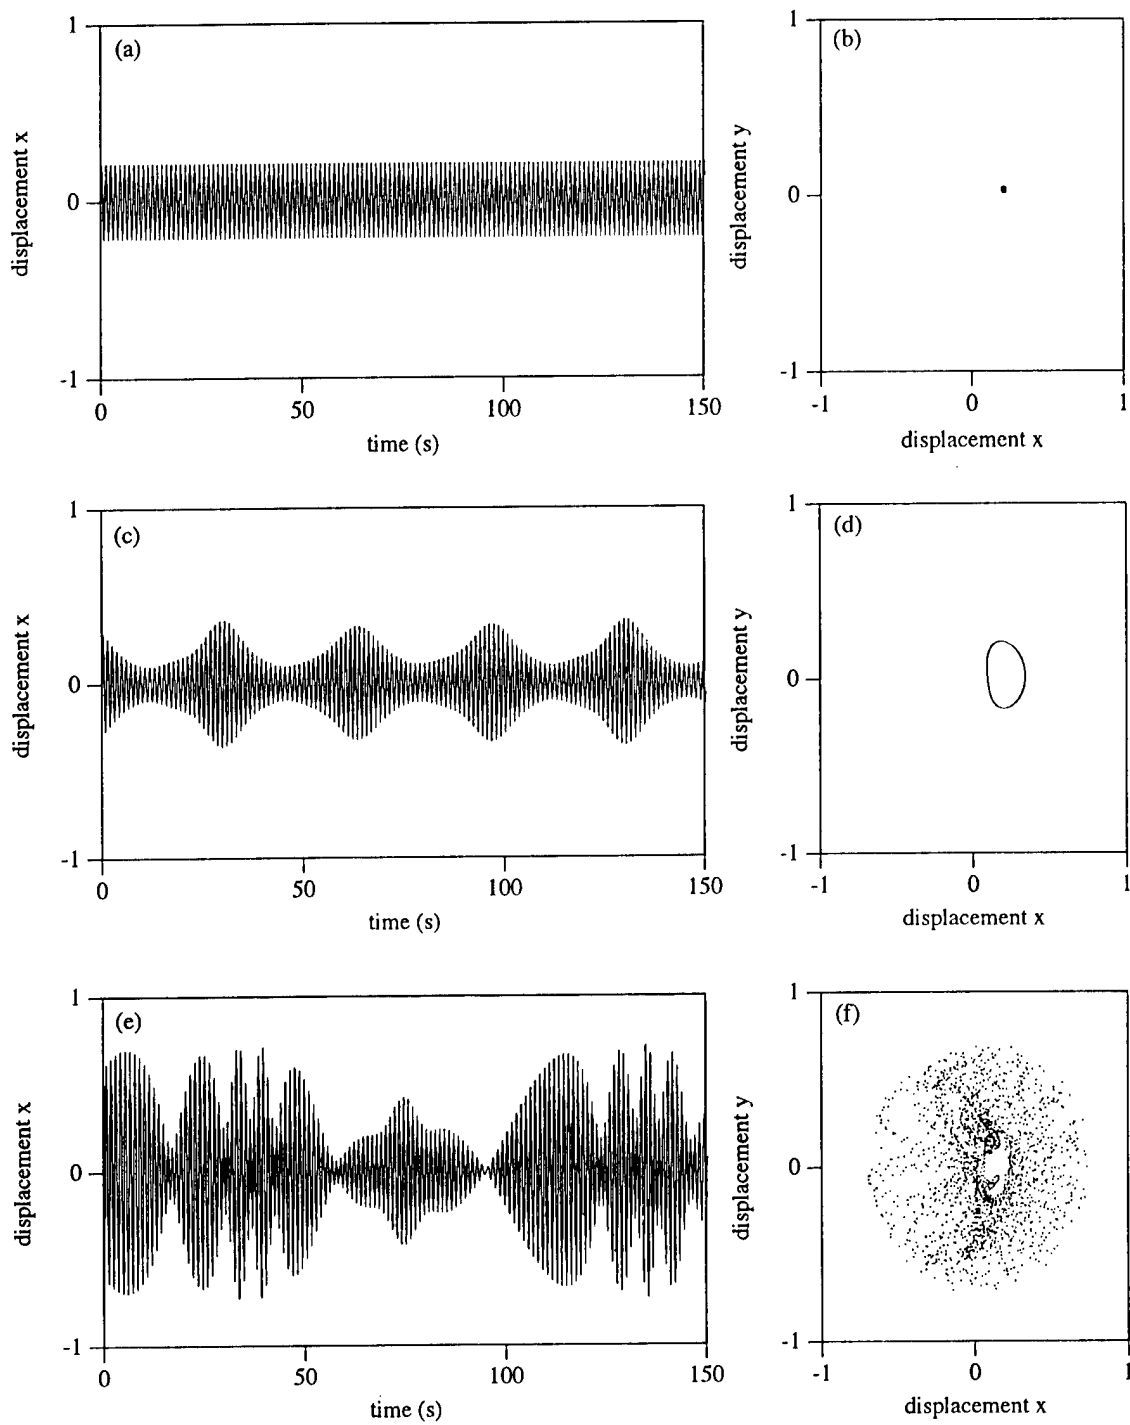 1
(a)
displacement x
0
-1
0
50
100
150
time (s)
1
(b)
displacement y
0
-1
-1
0
1
displacement x
1
(c)
displacement x
0
-1
0
50
100
150
time (s)
1
(d)
displacement y
0
-1
-1
0
1
displacement x
1
(e)
displacement x
0
-1
0
50
100
150
time (s)
1
(f)
displacement y
0
-1
-1
0
1
displacement x